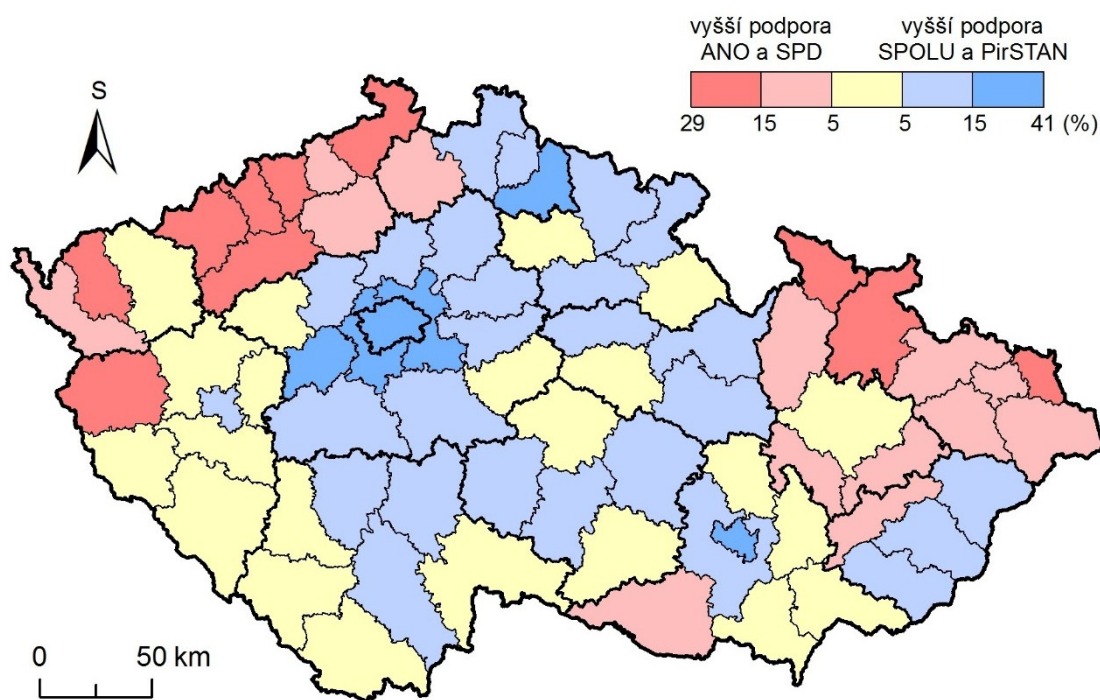 vyšší podpora
ANO a SPD
vyšší podpora
SPOLU a PirSTAN
29 15 5 5 15 41 (%)
S
0 50 km